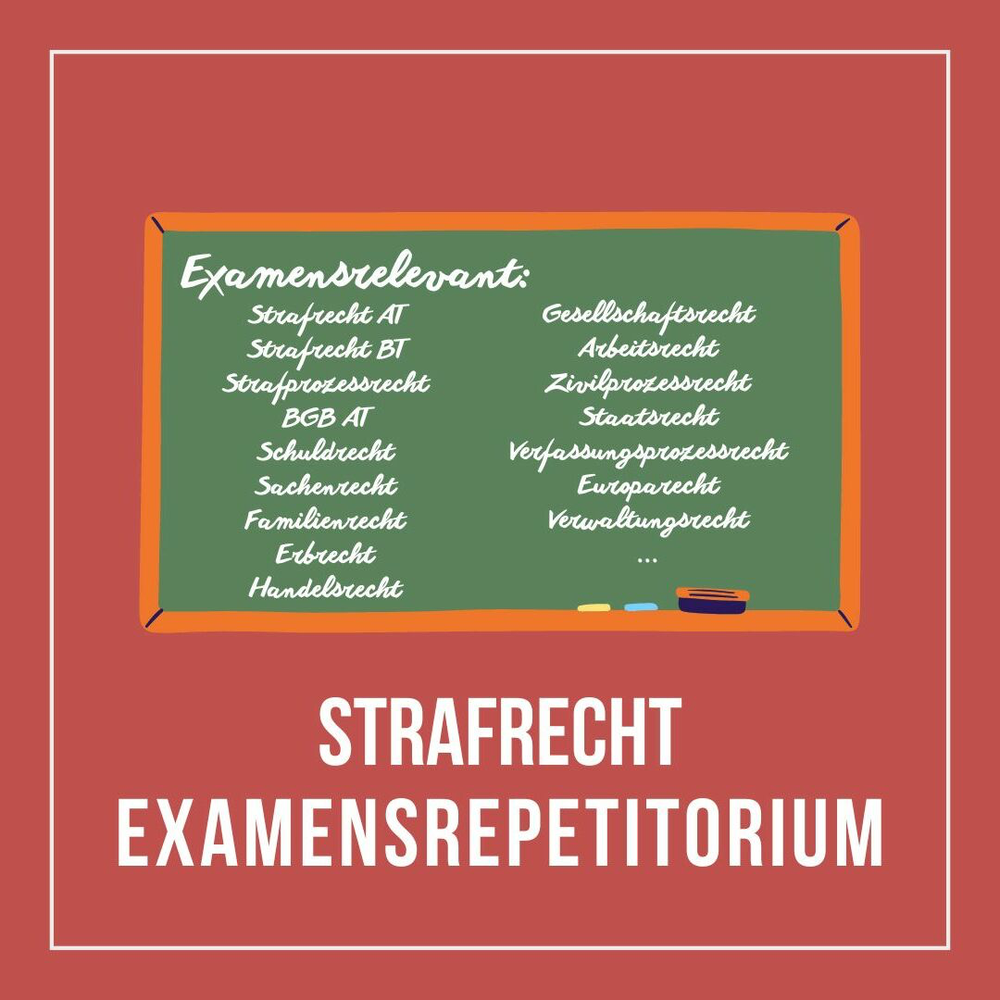 Examensrelevant:
Strafrecht AT
Strafrecht BT
Strafprozessrecht
BGB AT
Schuldrecht
Sachenrecht
Familienrecht
Erbrecht
Handelsrecht
Gesellschaftsrecht
Arbeitsrecht
Zivilprozessrecht
Staatsrecht
Verfassungsprozessrecht
Europarecht
Verwaltungsrecht
...
STRAFRECHT
EXAMENSREPETITORIUM